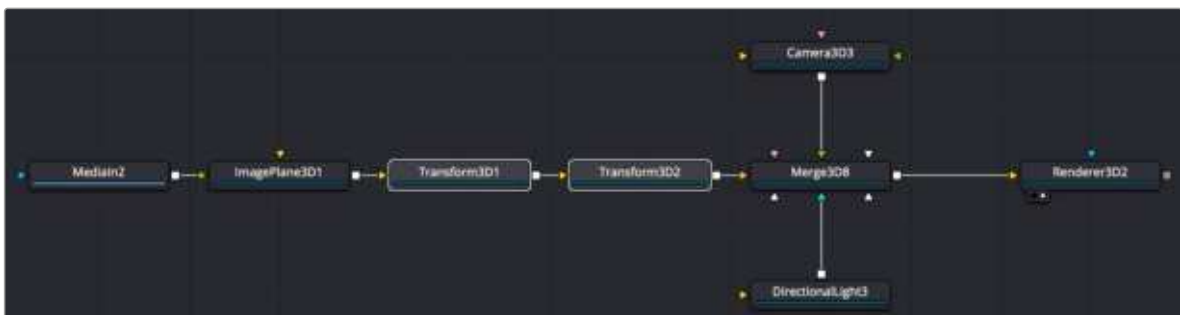 Camera3D3
MediaIn2
ImagePlane3D1
Transform3D1
Transform3D2
Merge3D8
Renderer3D2
DirectionalLight3